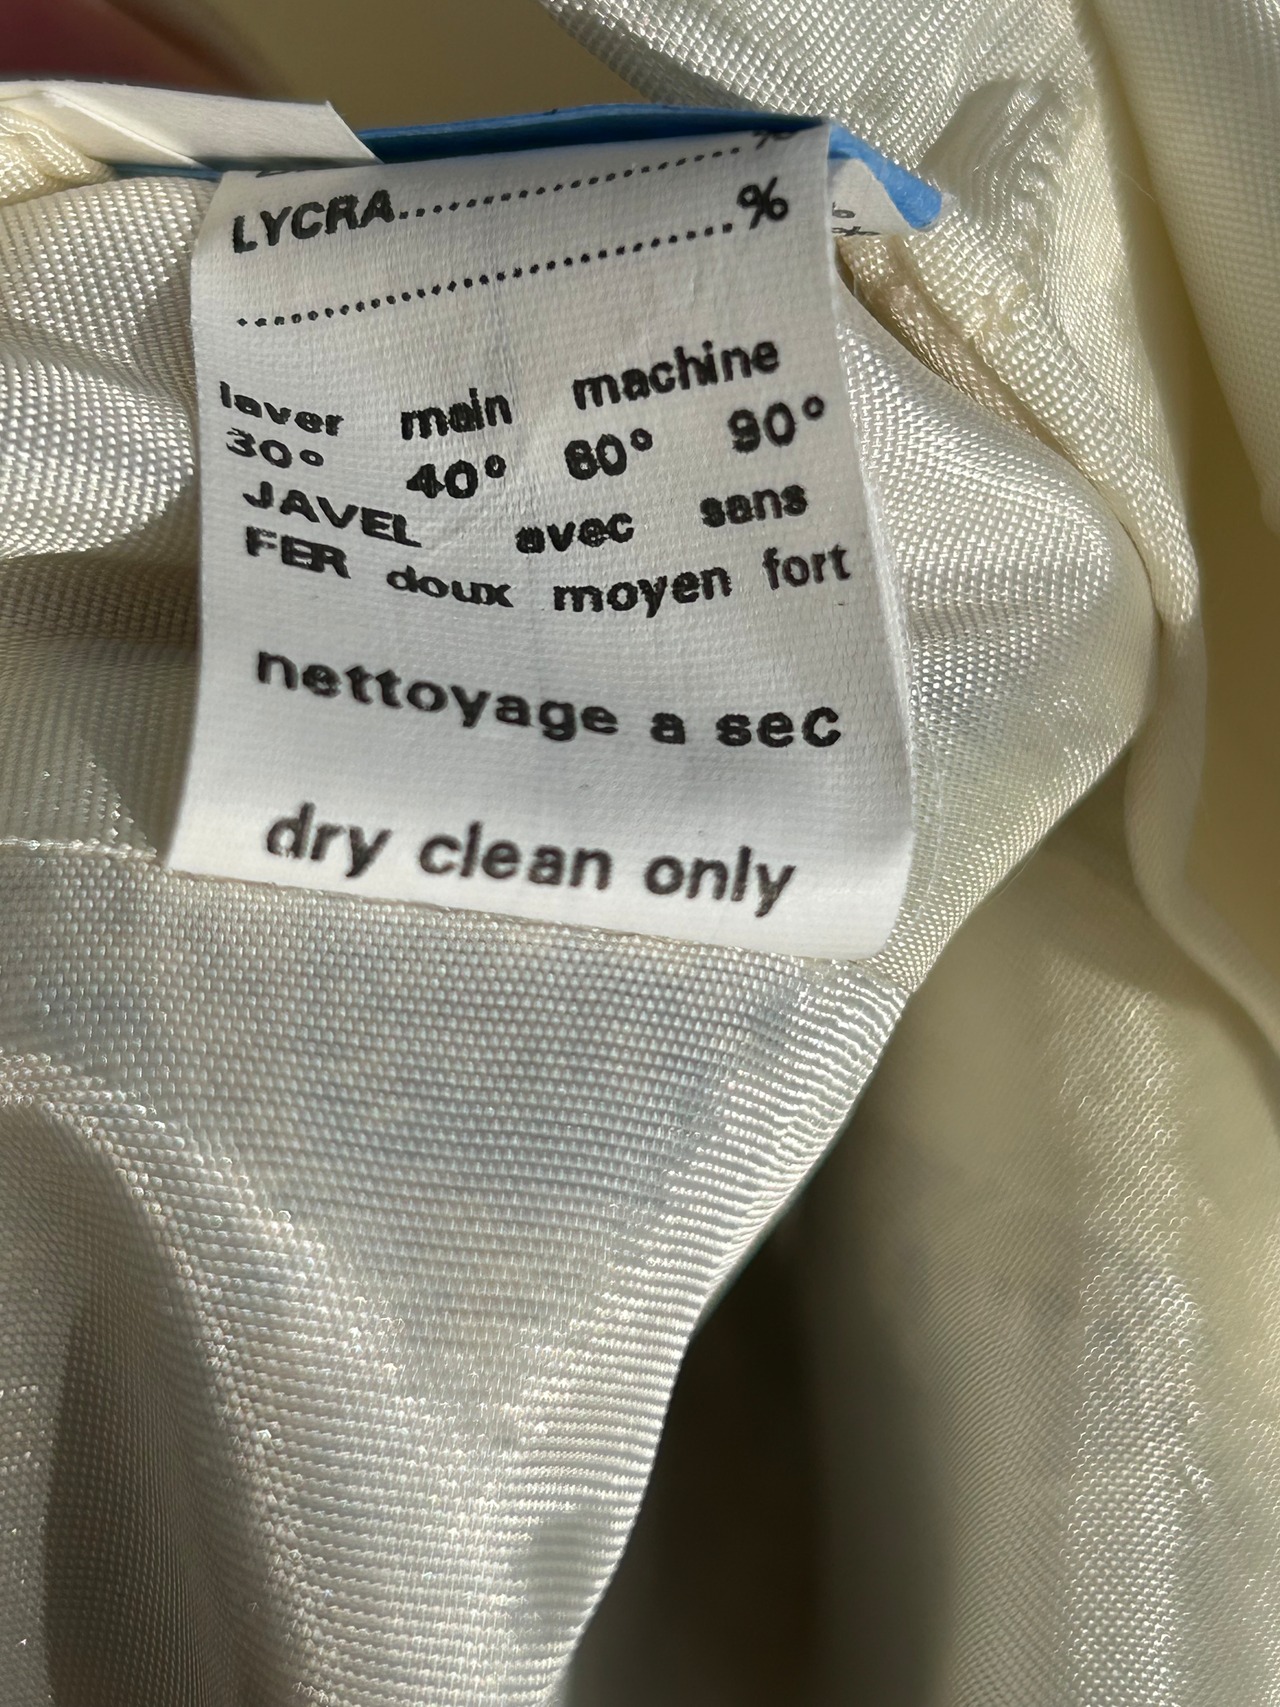 LYCRA..............................%
..............................%
laver main machine
30° 40° 60° 90°
JAVEL avec sans
FER doux moyen fort
nettoyage a sec
dry clean only